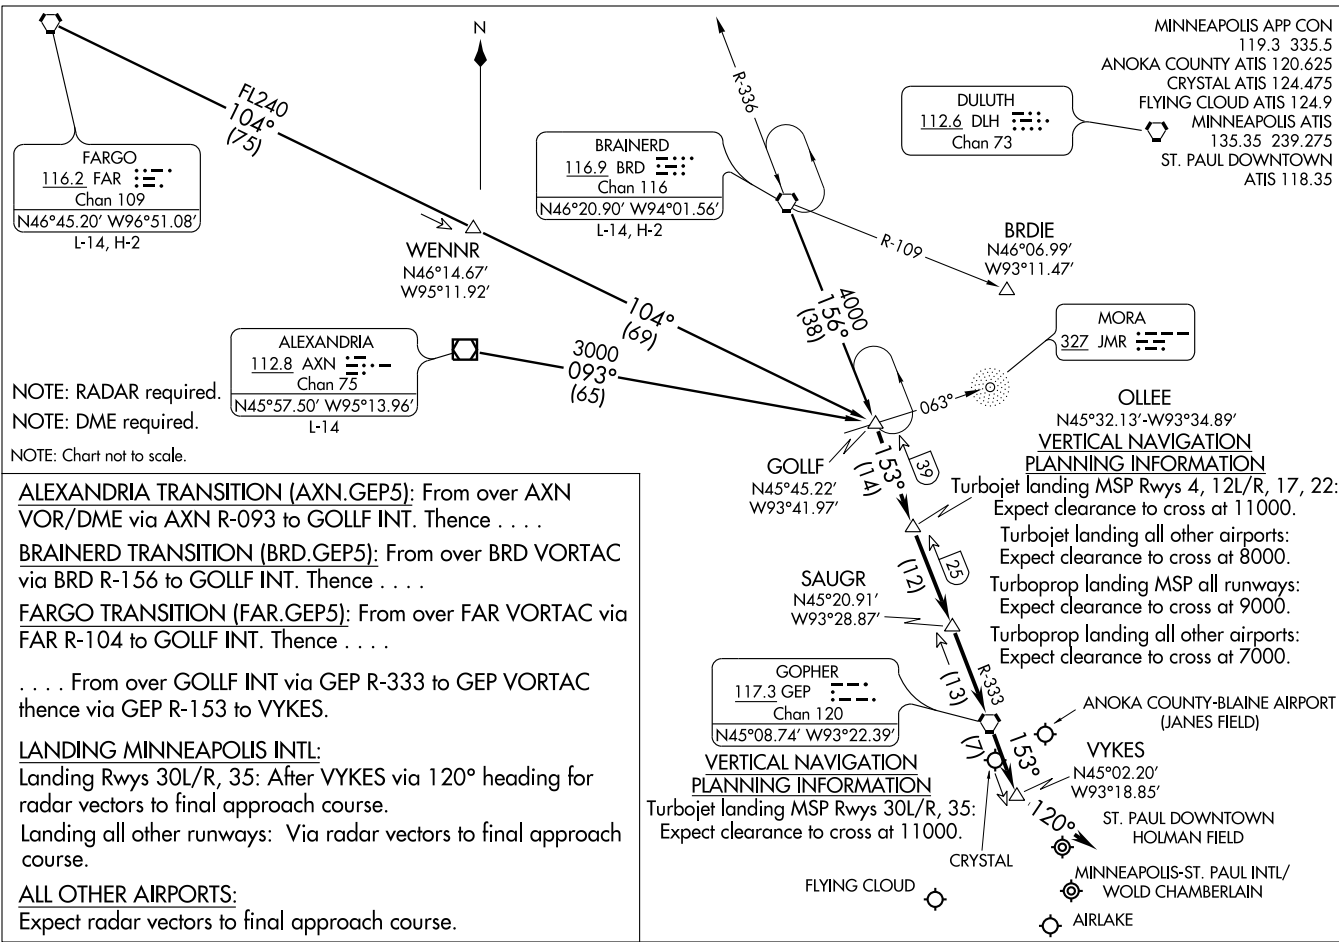 MINNEAPOLIS APP CON
119.3 335.5
ANOKA COUNTY ATIS 120.625
CRYSTAL ATIS 124.475
FLYING CLOUD ATIS 124.9
MINNEAPOLIS ATIS
135.35 239.275
ST. PAUL DOWNTOWN
ATIS 118.35
N
FL240
104°
(75)
R-336
DULUTH
112.6 DLH
Chan 73
FARGO
116.2 FAR
Chan 109
N46°45.20' W96°51.08'
L-14, H-2
BRAINERD
116.9 BRD
Chan 116
N46°20.90' W94°01.56'
L-14, H-2
WENNR
N46°14.67'
W95°11.92'
R-109
BRDIE
N46°06.99'
W93°11.47'
104°
(69)
4000
156°
(38)
MORA
327 JMR
ALEXANDRIA
112.8 AXN
Chan 75
N45°57.50' W95°13.96'
L-14
3000
093°
(65)
063°
NOTE: RADAR required.
NOTE: DME required.
NOTE: Chart not to scale.
GOLLF
N45°45.22'
W93°41.97'
153°
(14)
39
OLLEE
N45°32.13'-W93°34.89'
VERTICAL NAVIGATION
PLANNING INFORMATION
Turbojet landing MSP Rwys 4, 12L/R, 17, 22:
Expect clearance to cross at 11000.
Turbojet landing all other airports:
Expect clearance to cross at 8000.
Turboprop landing MSP all runways:
Expect clearance to cross at 9000.
Turboprop landing all other airports:
Expect clearance to cross at 7000.
(12)
25
SAUGR
N45°20.91'
W93°28.87'
(13)
R-333
GOPHER
117.3 GEP
Chan 120
N45°08.74' W93°22.39'
VERTICAL NAVIGATION
PLANNING INFORMATION
Turbojet landing MSP Rwys 30L/R, 35:
Expect clearance to cross at 11000.
ANOKA COUNTY-BLAINE AIRPORT
(JANES FIELD)
(7)
153°
VYKES
N45°02.20'
W93°18.85'
120°
ST. PAUL DOWNTOWN
HOLMAN FIELD
CRYSTAL
MINNEAPOLIS-ST. PAUL INTL/
WOLD CHAMBERLAIN
FLYING CLOUD
AIRLAKE
ALEXANDRIA TRANSITION (AXN.GEP5): From over AXN
VOR/DME via AXN R-093 to GOLLF INT. Thence . . . .
BRAINERD TRANSITION (BRD.GEP5): From over BRD VORTAC
via BRD R-156 to GOLLF INT. Thence . . . .
FARGO TRANSITION (FAR.GEP5): From over FAR VORTAC via
FAR R-104 to GOLLF INT. Thence . . . .
. . . . From over GOLLF INT via GEP R-333 to GEP VORTAC
thence via GEP R-153 to VYKES.
LANDING MINNEAPOLIS INTL:
Landing Rwys 30L/R, 35: After VYKES via 120° heading for
radar vectors to final approach course.
Landing all other runways: Via radar vectors to final approach
course.
ALL OTHER AIRPORTS:
Expect radar vectors to final approach course.